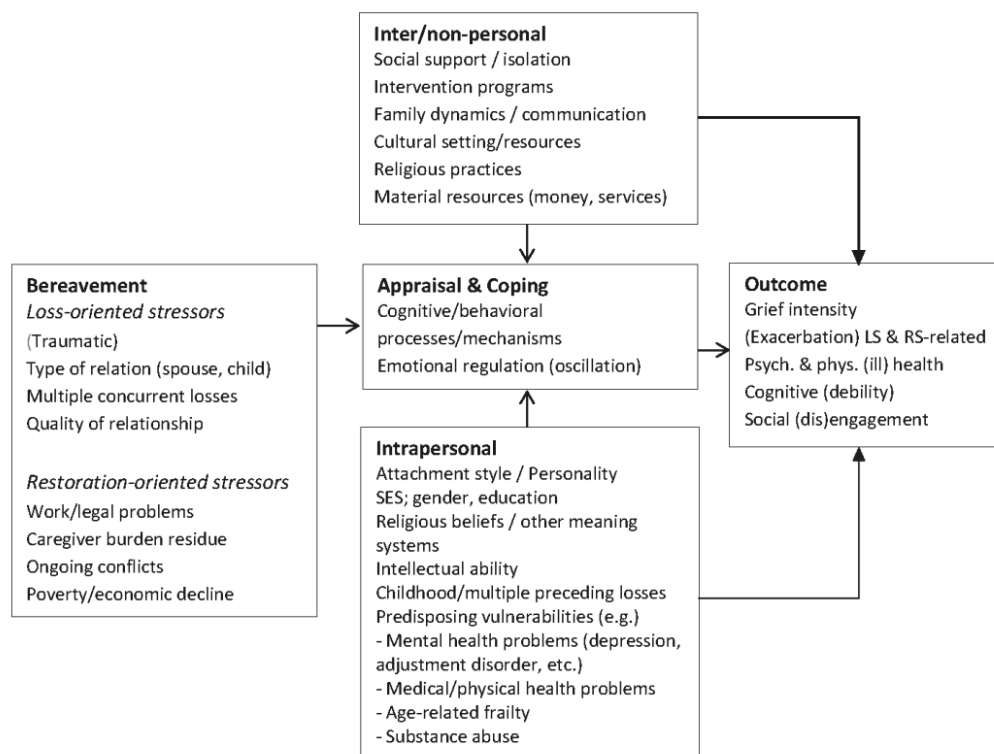 Inter/non-personal
Social support / isolation
Intervention programs
Family dynamics / communication
Cultural setting/resources
Religious practices
Material resources (money, services)
Bereavement
Loss-oriented stressors
(Traumatic)
Type of relation (spouse, child)
Multiple concurrent losses
Quality of relationship
Restoration-oriented stressors
Work/legal problems
Caregiver burden residue
Ongoing conflicts
Poverty/economic decline
Appraisal & Coping
Cognitive/behavioral
processes/mechanisms
Emotional regulation (oscillation)
Intrapersonal
Attachment style / Personality
SES; gender, education
Religious beliefs / other meaning
systems
Intellectual ability
Childhood/multiple preceding losses
Predisposing vulnerabilities (e.g.)
- Mental health problems (depression,
adjustment disorder, etc.)
- Medical/physical health problems
- Age-related frailty
- Substance abuse
Outcome
Grief intensity
(Exacerbation) LS & RS-related
Psych. & phys. (ill) health
Cognitive (debility)
Social (dis)engagement